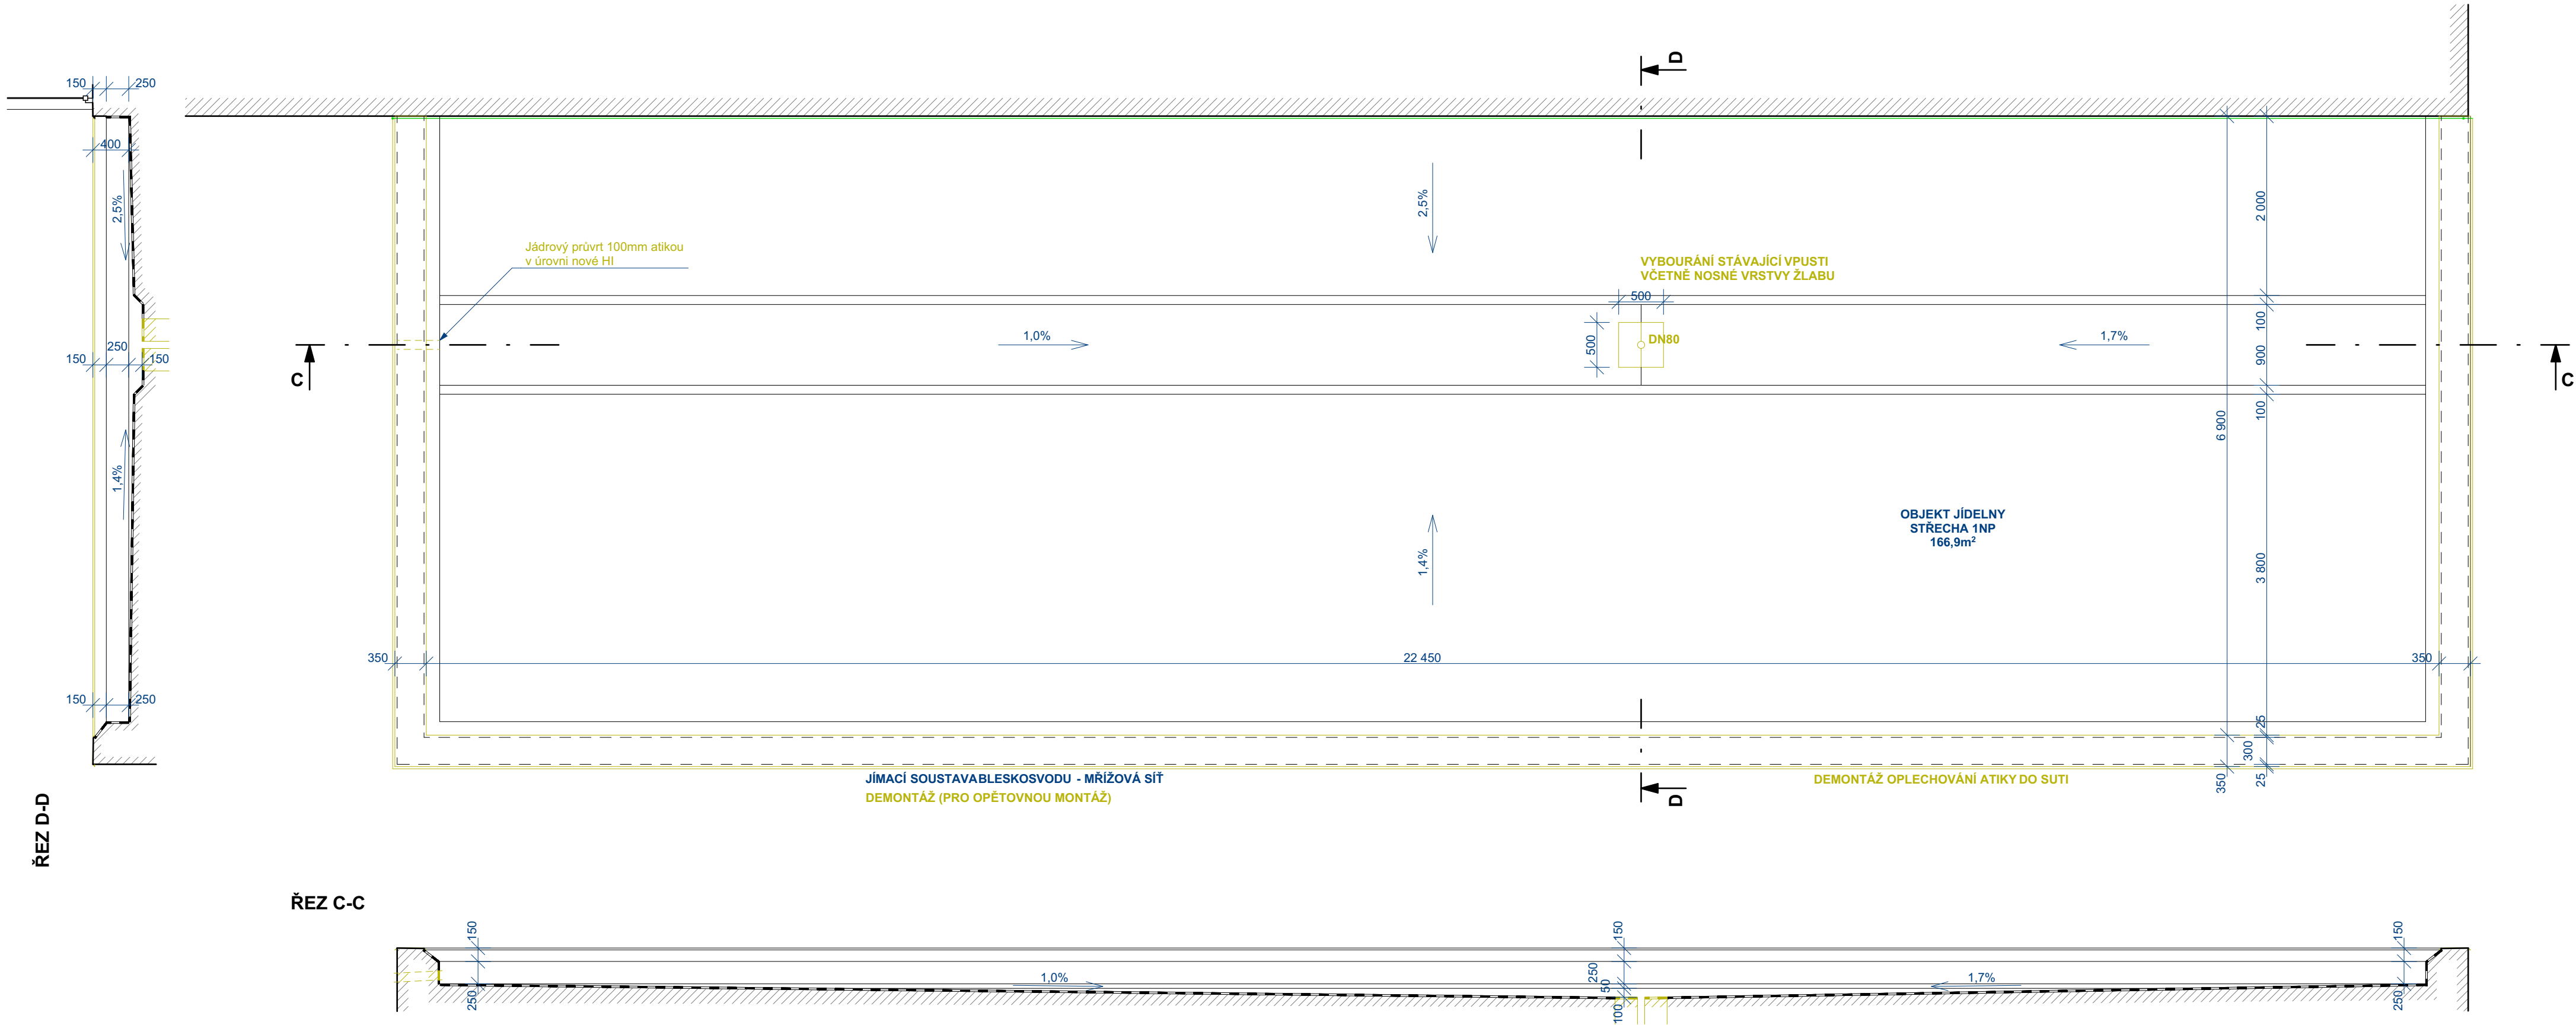 D
150
250
400
2,5%
250
150
150
1,4%
150
250
ŘEZ D-D
Jádrový průvrt 100mm atikou
v úrovni nové HI
2,5%
VYBOURÁNÍ STÁVAJÍCÍ VPUSTI
VČETNĚ NOSNÉ VRSTVY ŽLABU
500
500
DN80
1,0%
1,7%
C
C
2 000
100
900
100
6 900
3 800
25
300
25
350
OBJEKT JÍDELNY
STŘECHA 1NP
166,9m²
1,4%
350
22 450
350
JÍMACÍ SOUSTAVA BLESKOSVODU - MŘÍŽOVÁ SÍŤ
DEMONTÁŽ (PRO OPĚTOVNOU MONTÁŽ)
D
DEMONTÁŽ OPLECHOVÁNÍ ATIKY DO SUTI
ŘEZ C-C
150
250
1,0%
150
250
50
100
1,7%
150
250